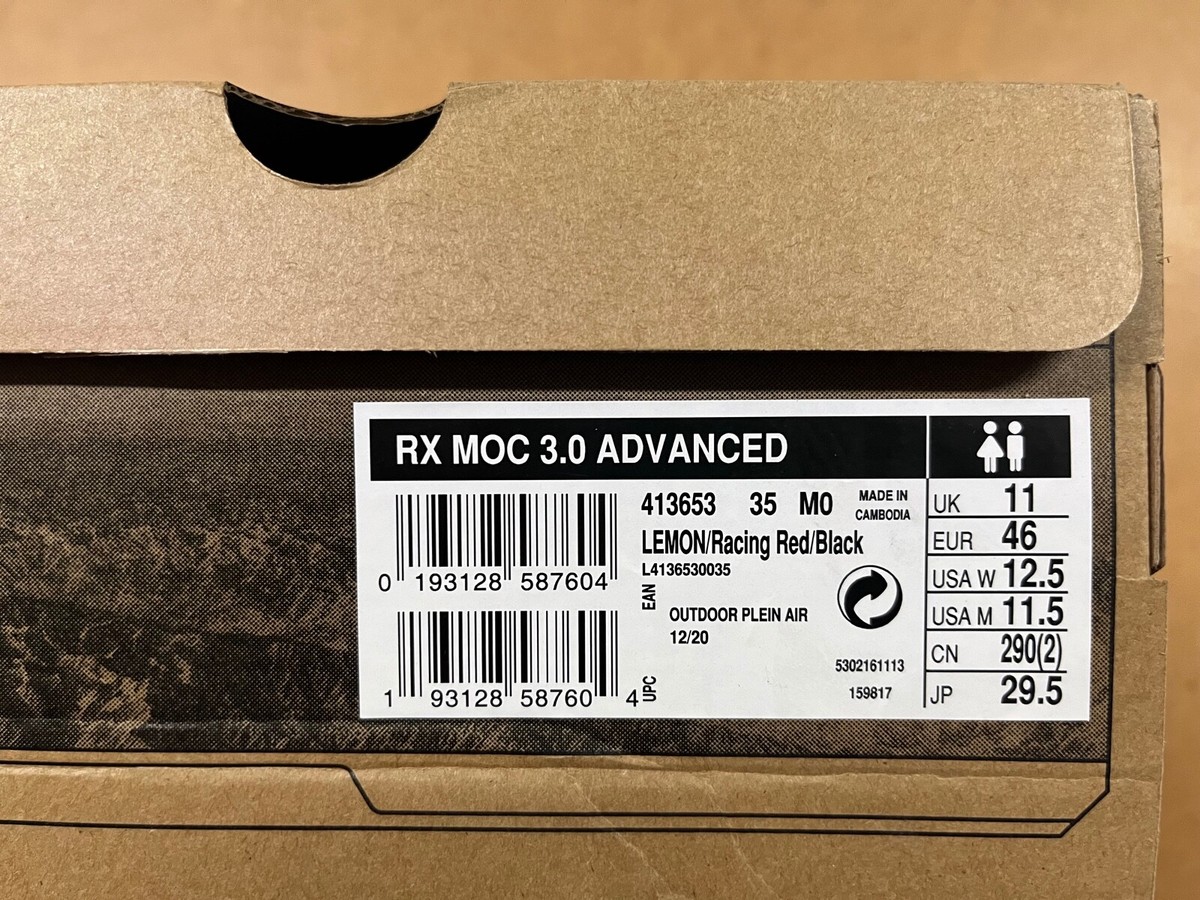 RX MOC 3.0 ADVANCED
413653 35 M0 MADE IN CAMBODIA
LEMON/Racing Red/Black
L4136530035
0 193128 587604
EAN
OUTDOOR PLEIN AIR
12/20
5302161113
159817
1 93128 58760 4
UPC
UK 11
EUR 46
USA W 12.5
USA M 11.5
CN 290(2)
JP 29.5